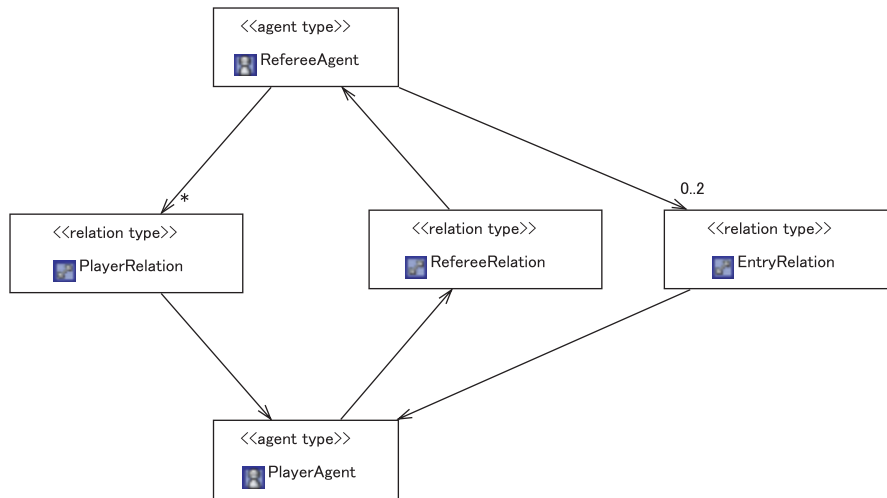 <<agent type>>
RefereeAgent
*
0..2
<<relation type>>
PlayerRelation
<<relation type>>
RefereeRelation
<<relation type>>
EntryRelation
<<agent type>>
PlayerAgent